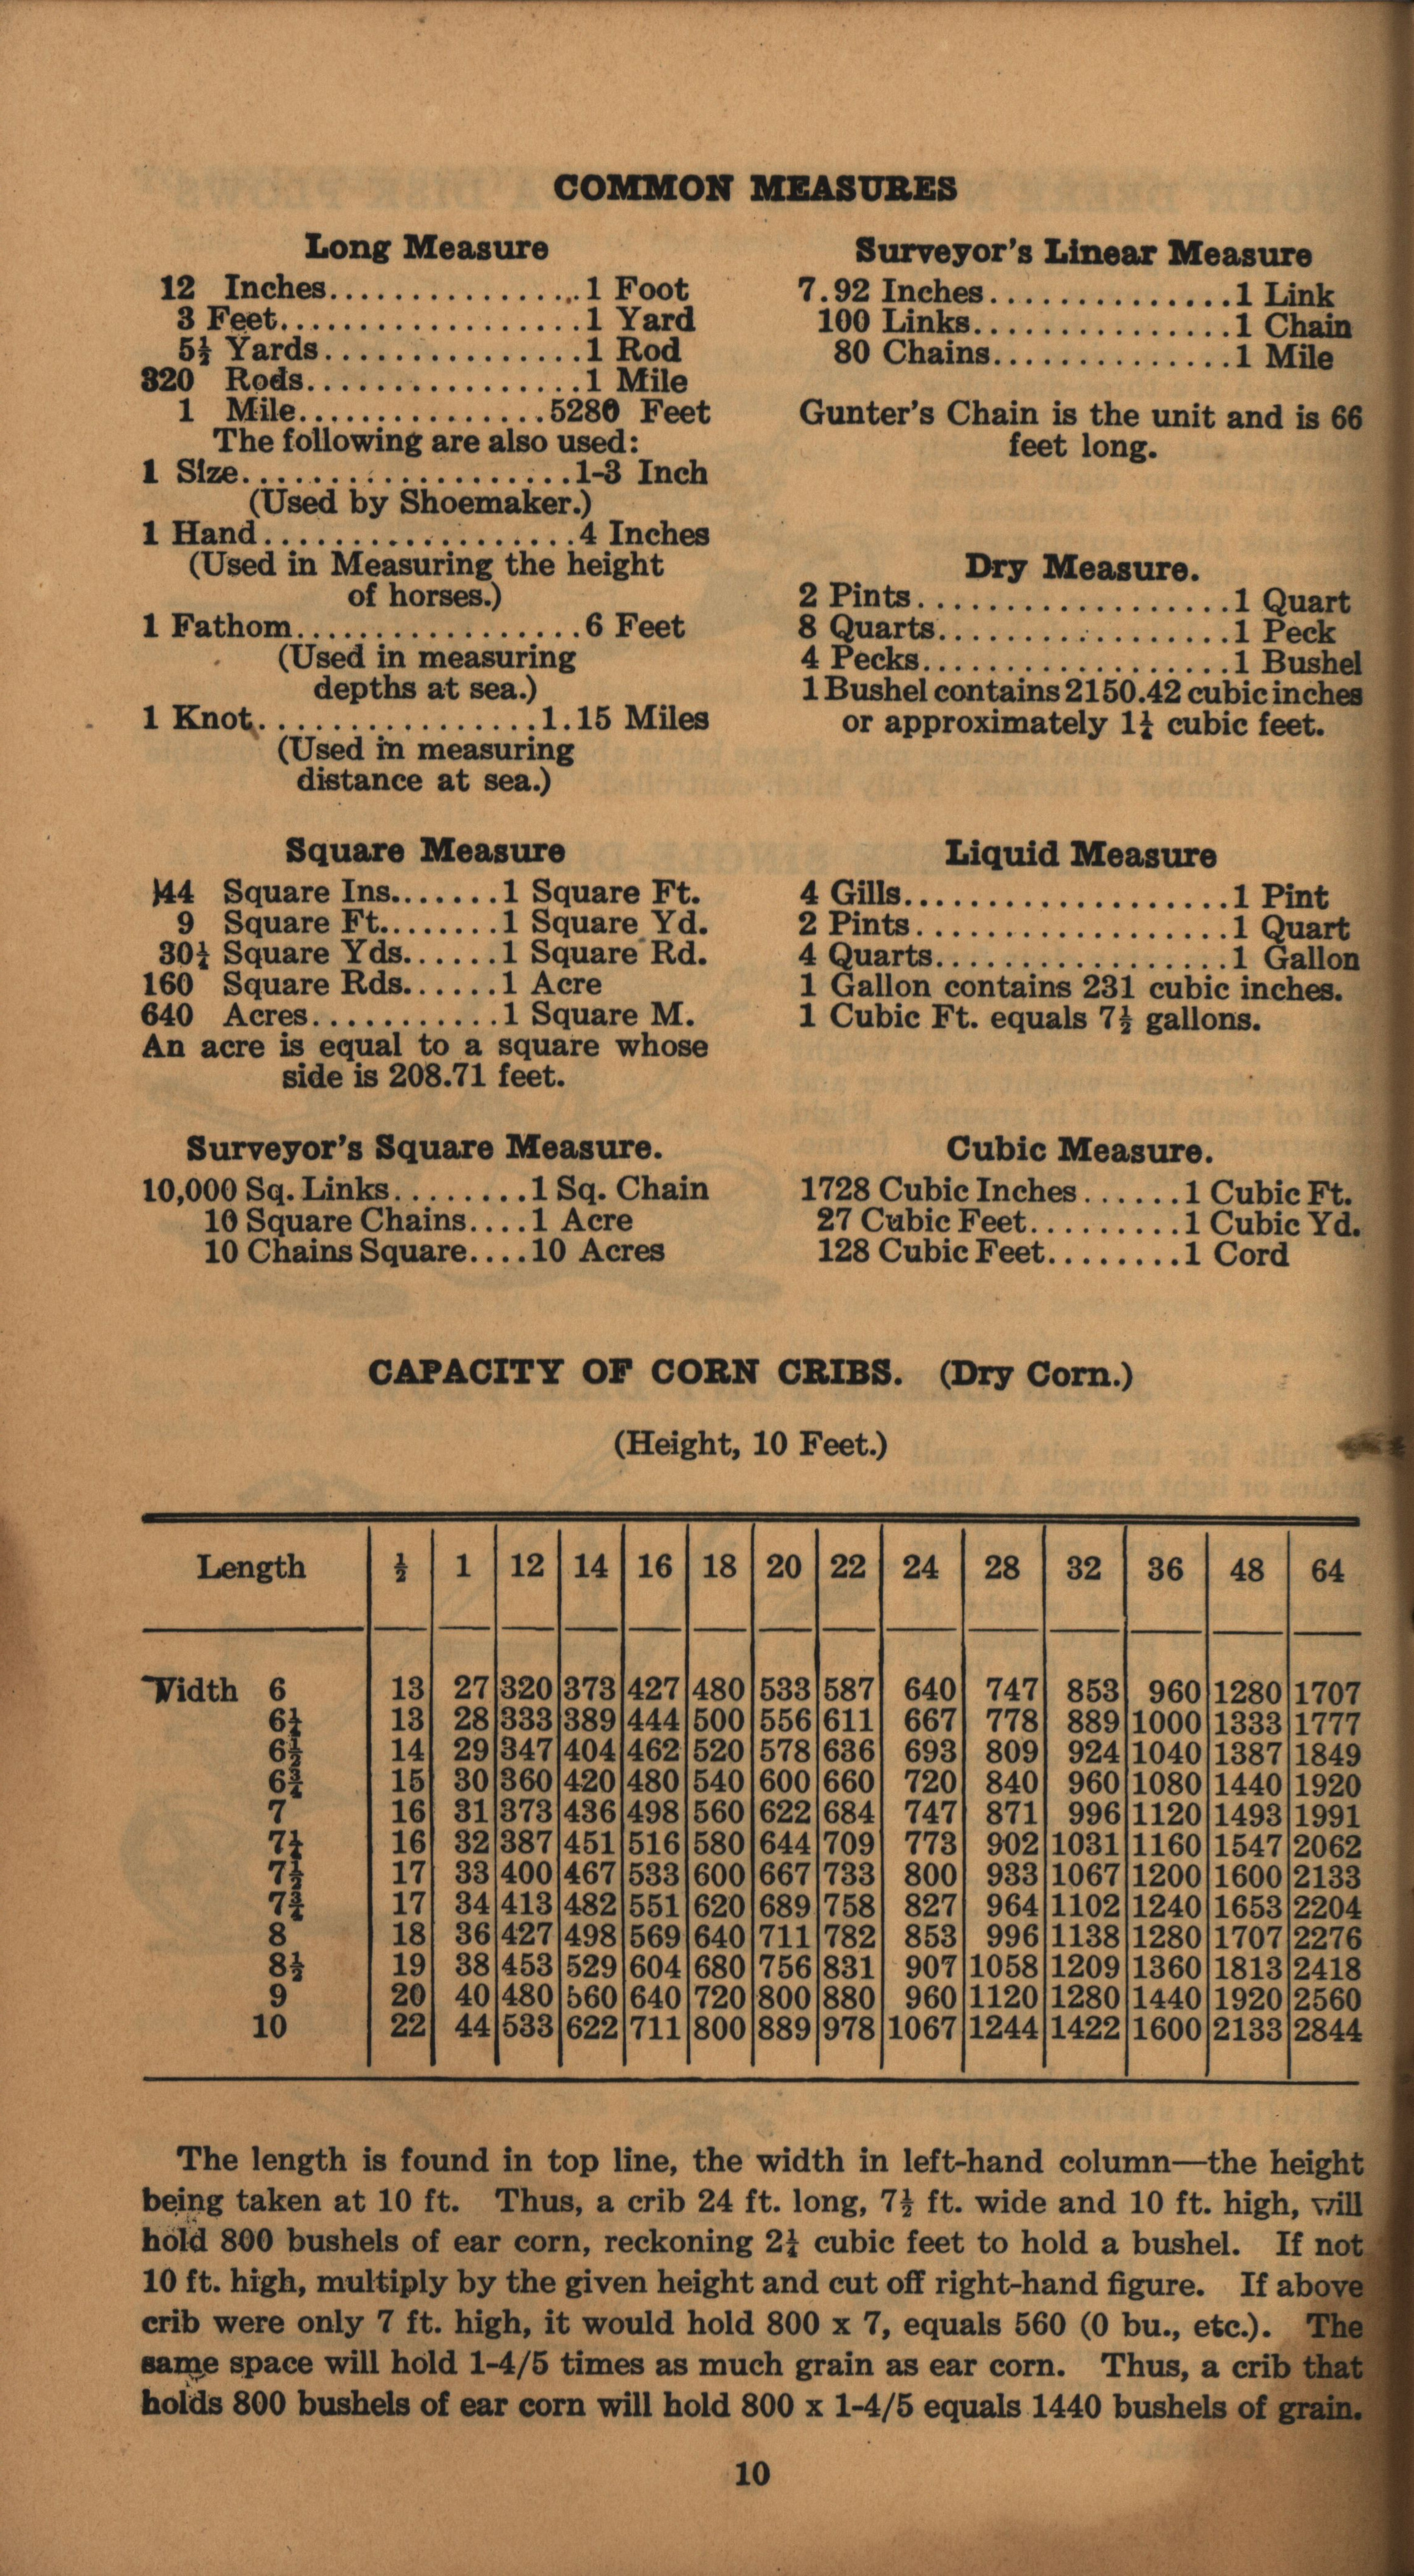 COMMON MEASURES
Long Measure
12 Inches................1 Foot
3 Feet...................1 Yard
5½ Yards................1 Rod
320 Rods.................1 Mile
1 Mile...............5280 Feet
The following are also used:
1 Size.....................1-3 Inch
(Used by Shoemaker.)
1 Hand....................4 Inches
(Used in Measuring the height
of horses.)
1 Fathom..................6 Feet
(Used in measuring
depths at sea.)
1 Knot..................1.15 Miles
(Used in measuring
distance at sea.)
Square Measure
144 Square Ins.......1 Square Ft.
9 Square Ft........1 Square Yd.
30¼ Square Yds......1 Square Rd.
160 Square Rds......1 Acre
640 Acres............1 Square M.
An acre is equal to a square whose
side is 208.71 feet.
Surveyor's Square Measure.
10,000 Sq. Links........1 Sq. Chain
10 Square Chains....1 Acre
10 Chains Square....10 Acres
Surveyor's Linear Measure
7.92 Inches...............1 Link
100 Links................1 Chain
80 Chains...............1 Mile
Gunter's Chain is the unit and is 66
feet long.
Dry Measure.
2 Pints..................1 Quart
8 Quarts.................1 Peck
4 Pecks..................1 Bushel
1 Bushel contains 2150.42 cubic inches
or approximately 1¼ cubic feet.
Liquid Measure
4 Gills...................1 Pint
2 Pints..................1 Quart
4 Quarts.................1 Gallon
1 Gallon contains 231 cubic inches.
1 Cubic Ft. equals 7½ gallons.
Cubic Measure.
1728 Cubic Inches......1 Cubic Ft.
27 Cubic Feet.........1 Cubic Yd.
128 Cubic Feet........1 Cord
CAPACITY OF CORN CRIBS. (Dry Corn.)
(Height, 10 Feet.)
Length ½ 1 12 14 16 18 20 22 24 28 32 36 48 64
Width 6 13 27 320 373 427 480 533 587 640 747 853 960 1280 1707
6¼ 13 28 333 389 444 500 556 611 667 778 889 1000 1333 1777
6½ 14 29 347 404 462 520 578 636 693 809 924 1040 1387 1849
6¾ 15 30 360 420 480 540 600 660 720 840 960 1080 1440 1920
7 16 31 373 436 498 560 622 684 747 871 996 1120 1493 1991
7¼ 16 32 387 451 516 580 644 709 773 902 1031 1160 1547 2062
7½ 17 33 400 467 533 600 667 733 800 933 1067 1200 1600 2133
7¾ 17 34 413 482 551 620 689 758 827 964 1102 1240 1653 2204
8 18 36 427 498 569 640 711 782 853 996 1138 1280 1707 2276
8½ 19 38 453 529 604 680 756 831 907 1058 1209 1360 1813 2418
9 20 40 480 560 640 720 800 880 960 1120 1280 1440 1920 2560
10 22 44 533 622 711 800 889 978 1067 1244 1422 1600 2133 2844
The length is found in top line, the width in left-hand column—the height
being taken at 10 ft. Thus, a crib 24 ft. long, 7½ ft. wide and 10 ft. high, will
hold 800 bushels of ear corn, reckoning 2¼ cubic feet to hold a bushel. If not
10 ft. high, multiply by the given height and cut off right-hand figure. If above
crib were only 7 ft. high, it would hold 800 x 7, equals 560 (0 bu., etc.). The
same space will hold 1-4/5 times as much grain as ear corn. Thus, a crib that
holds 800 bushels of ear corn will hold 800 x 1-4/5 equals 1440 bushels of grain.
10